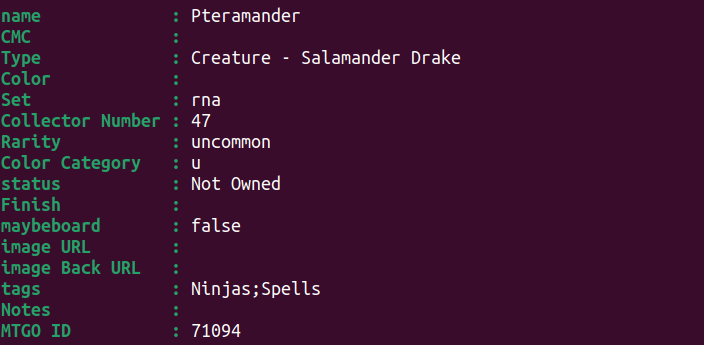 name : Pteramander
CMC :
Type : Creature - Salamander Drake
Color :
Set : rna
Collector Number : 47
Rarity : uncommon
Color Category : u
status : Not Owned
Finish :
maybeboard : false
image URL :
image Back URL :
tags : Ninjas;Spells
Notes :
MTGO ID : 71094